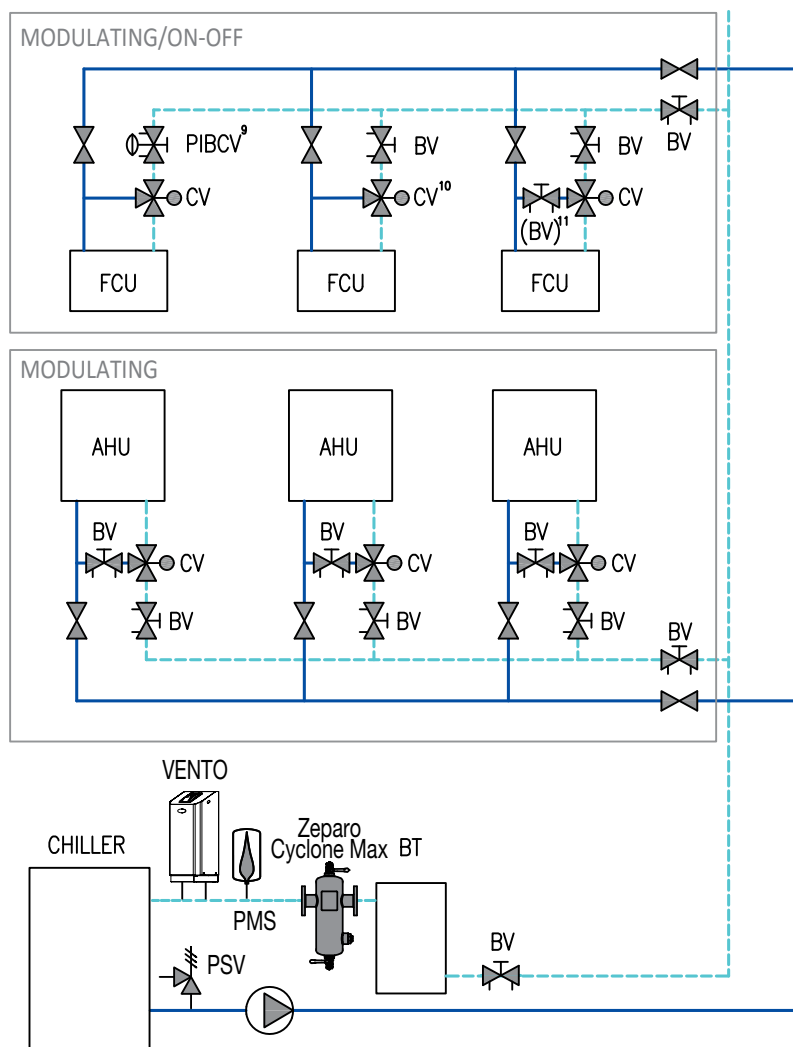 MODULATING/ON-OFF
PIBCV⁹ BV BV BV
CV CV¹⁰ CV
(BV)¹¹
FCU FCU FCU
MODULATING
AHU AHU AHU
BV BV BV
CV CV CV
BV BV BV BV
VENTO
Zeparo
CHILLER Cyclone Max BT
PMS
BV
PSV